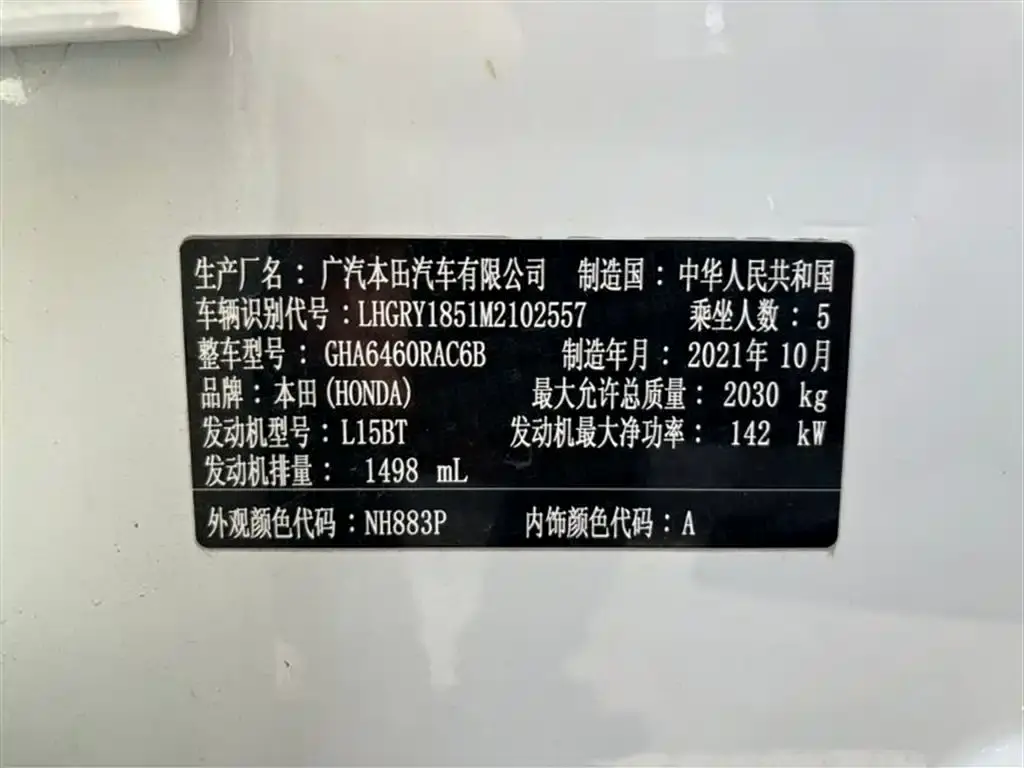 生产厂名：广汽本田汽车有限公司 制造国：中华人民共和国
车辆识别代号：LHGRY1851M2102557 乘坐人数：5
整车型号：GHA6460RAC6B 制造年月：2021年10月
品牌：本田(HONDA) 最大允许总质量：2030 kg
发动机型号：L15BT 发动机最大净功率：142 kW
发动机排量：1498 mL
外观颜色代码：NH883P 内饰颜色代码：A